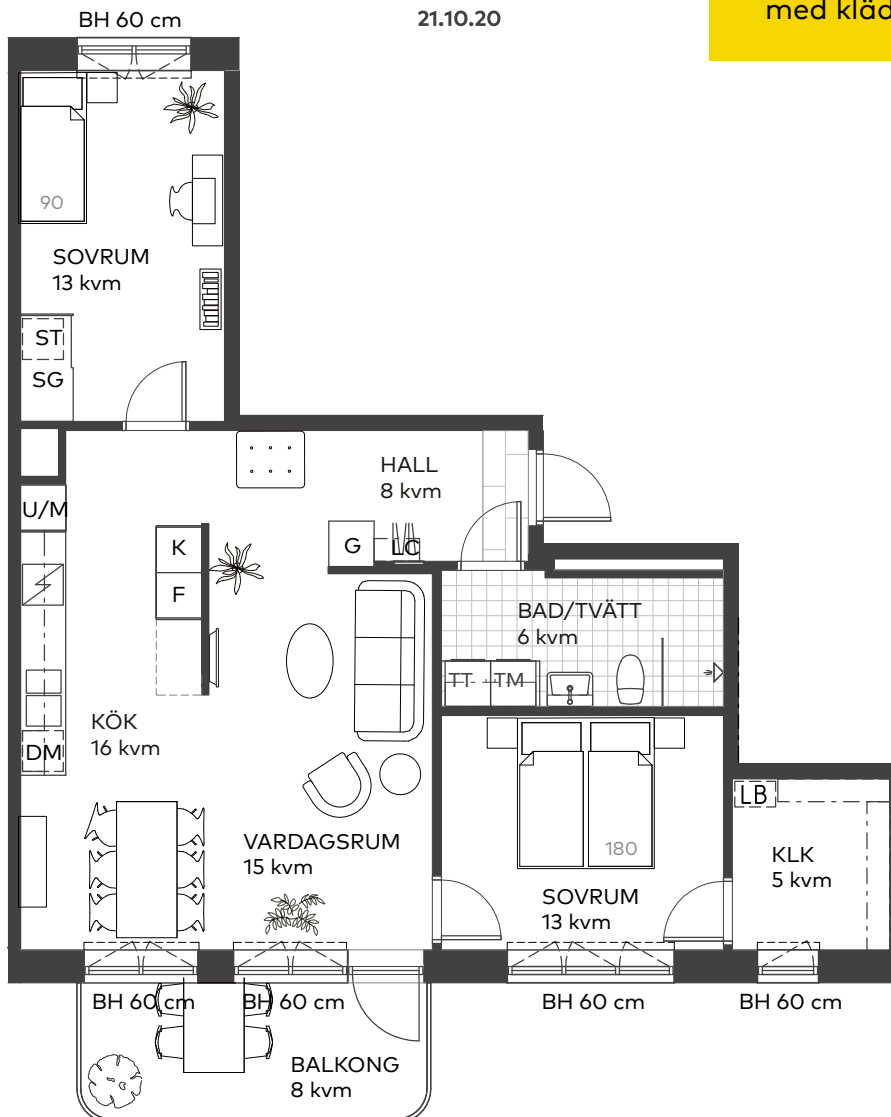 BH 60 cm
21.10.20
med kläd
90
SOVRUM
13 kvm
ST
SG
HALL
8 kvm
U/M
K
G
LC
F
BAD/TVÄTT
6 kvm
TT
TM
KÖK
16 kvm
DM
LB
VARDAGSRUM
15 kvm
180
KLK
5 kvm
SOVRUM
13 kvm
BH 60 cm
BH 60 cm
BH 60 cm
BH 60 cm
BALKONG
8 kvm